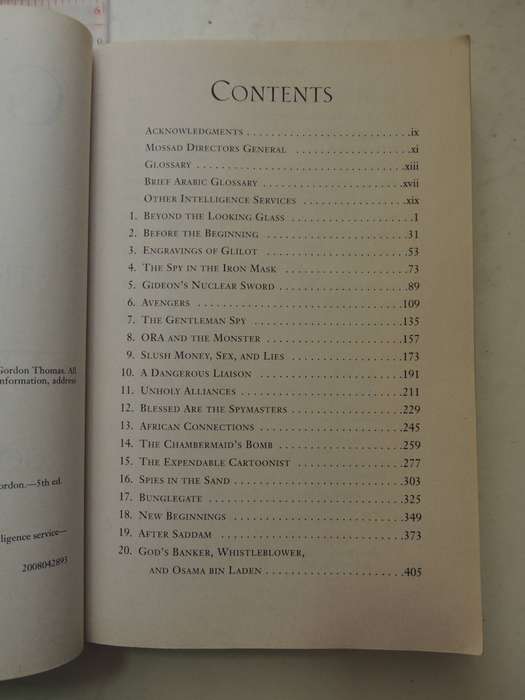 Gordon Thomas. All
nformation, address
ordon.—5th ed.
lligence service—
2008042893
CONTENTS
ACKNOWLEDGMENTS . . . . . . . . . . . . . . . . . . . . . . . . . . .ix
MOSSAD DIRECTORS GENERAL . . . . . . . . . . . . . . . . . . .xi
GLOSSARY . . . . . . . . . . . . . . . . . . . . . . . . . . . . . . . . . .xiii
BRIEF ARABIC GLOSSARY . . . . . . . . . . . . . . . . . . . . . . .xvii
OTHER INTELLIGENCE SERVICES . . . . . . . . . . . . . . . . . .xix
1. BEYOND THE LOOKING GLASS . . . . . . . . . . . . . . . . . . . .1
2. BEFORE THE BEGINNING . . . . . . . . . . . . . . . . . . . . . . . .31
3. ENGRAVINGS OF GLILOT . . . . . . . . . . . . . . . . . . . . . . . .53
4. THE SPY IN THE IRON MASK . . . . . . . . . . . . . . . . . . . . .73
5. GIDEON'S NUCLEAR SWORD . . . . . . . . . . . . . . . . . . . . .89
6. AVENGERS . . . . . . . . . . . . . . . . . . . . . . . . . . . . . . . . . .109
7. THE GENTLEMAN SPY . . . . . . . . . . . . . . . . . . . . . . . . .135
8. ORA AND THE MONSTER . . . . . . . . . . . . . . . . . . . . . . .157
9. SLUSH MONEY, SEX, AND LIES . . . . . . . . . . . . . . . . . . .173
10. A DANGEROUS LIAISON . . . . . . . . . . . . . . . . . . . . . . . .191
11. UNHOLY ALLIANCES . . . . . . . . . . . . . . . . . . . . . . . . . .211
12. BLESSED ARE THE SPYMASTERS . . . . . . . . . . . . . . . . . . .229
13. AFRICAN CONNECTIONS . . . . . . . . . . . . . . . . . . . . . . .245
14. THE CHAMBERMAID'S BOMB . . . . . . . . . . . . . . . . . . . . .259
15. THE EXPENDABLE CARTOONIST . . . . . . . . . . . . . . . . . . .277
16. SPIES IN THE SAND . . . . . . . . . . . . . . . . . . . . . . . . . . .303
17. BUNGLEGATE . . . . . . . . . . . . . . . . . . . . . . . . . . . . . . .325
18. NEW BEGINNINGS . . . . . . . . . . . . . . . . . . . . . . . . . . . .349
19. AFTER SADDAM . . . . . . . . . . . . . . . . . . . . . . . . . . . . . .373
20. GOD'S BANKER, WHISTLEBLOWER,
AND OSAMA BIN LADEN . . . . . . . . . . . . . . . . . . . . . . .405